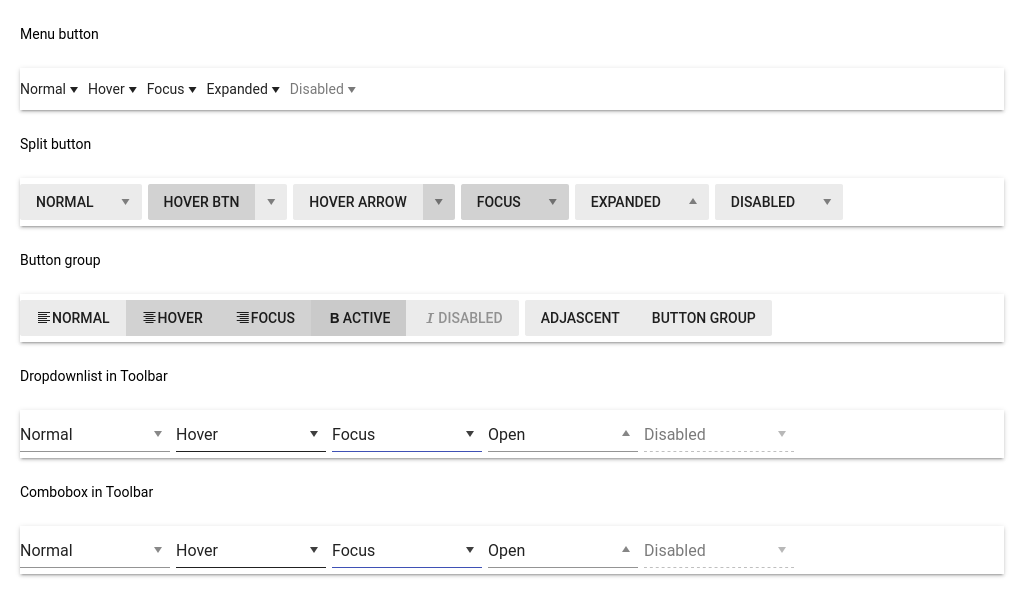 Menu button
Normal Hover Focus Expanded Disabled
Split button
NORMAL HOVER BTN HOVER ARROW FOCUS EXPANDED DISABLED
Button group
NORMAL HOVER FOCUS B ACTIVE I DISABLED ADJASCENT BUTTON GROUP
Dropdownlist in Toolbar
Normal Hover Focus Open Disabled
Combobox in Toolbar
Normal Hover Focus Open Disabled